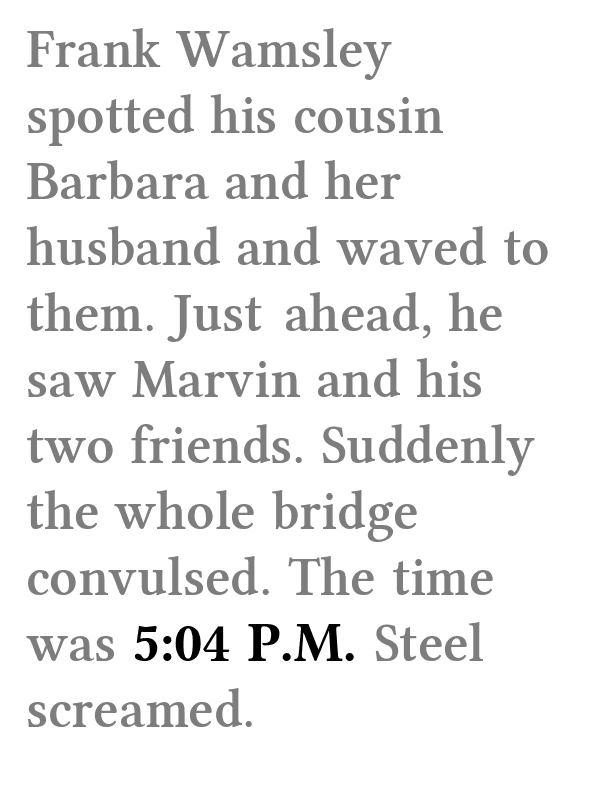 Frank Wamsley
spotted his cousin
Barbara and her
husband and waved to
them. Just ahead, he
saw Marvin and his
two friends. Suddenly
the whole bridge
convulsed. The time
was 5:04 P.M. Steel
screamed.